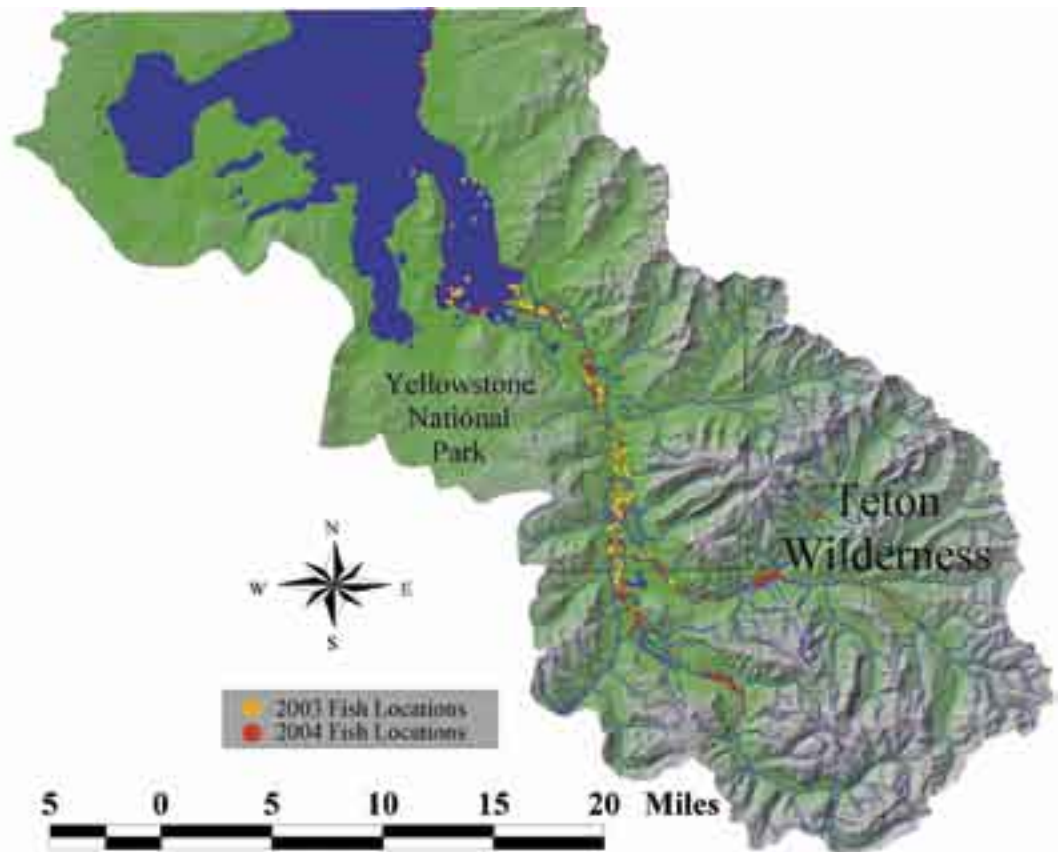 Yellowstone
National
Park
Teton
Wilderness
N
W E
S
2003 Fish Locations
2004 Fish Locations
5 0 5 10 15 20 Miles